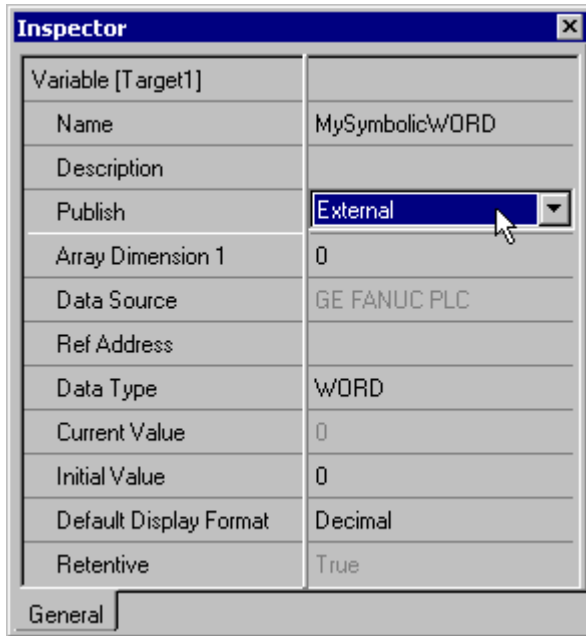 Inspector
Variable [Target1]
Name MySymbolicWORD
Description
Publish External
Array Dimension 1 0
Data Source GE FANUC PLC
Ref Address
Data Type WORD
Current Value 0
Initial Value 0
Default Display Format Decimal
Retentive True
General